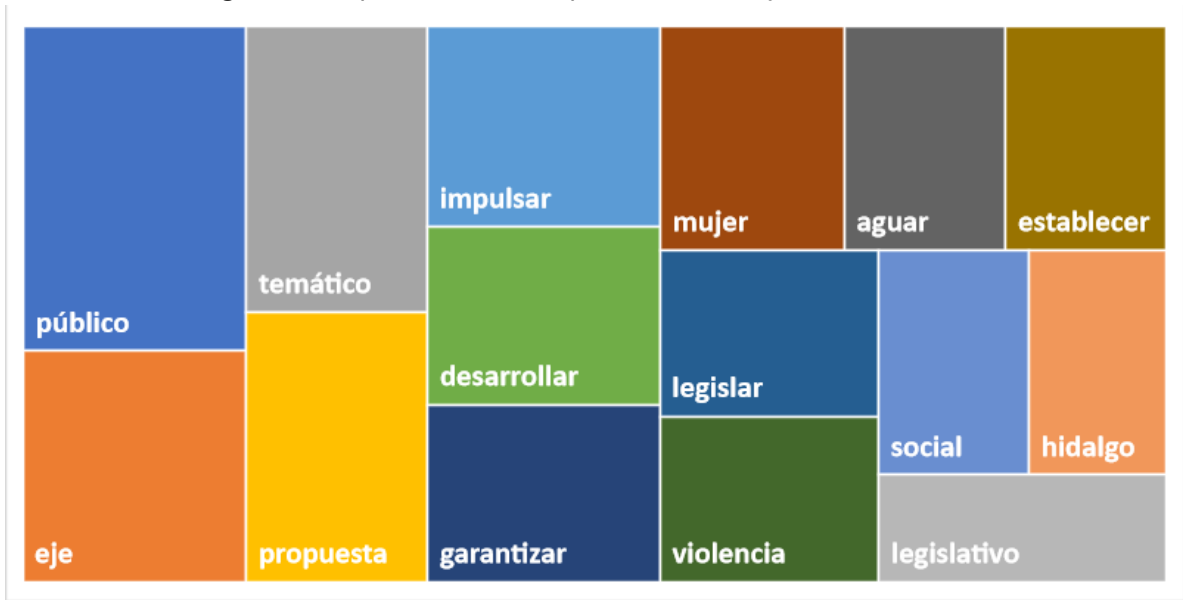 público
eje
temático
propuesta
impulsar
desarrollar
garantizar
mujer
aguar
establecer
legislar
violencia
social
hidalgo
legislativo